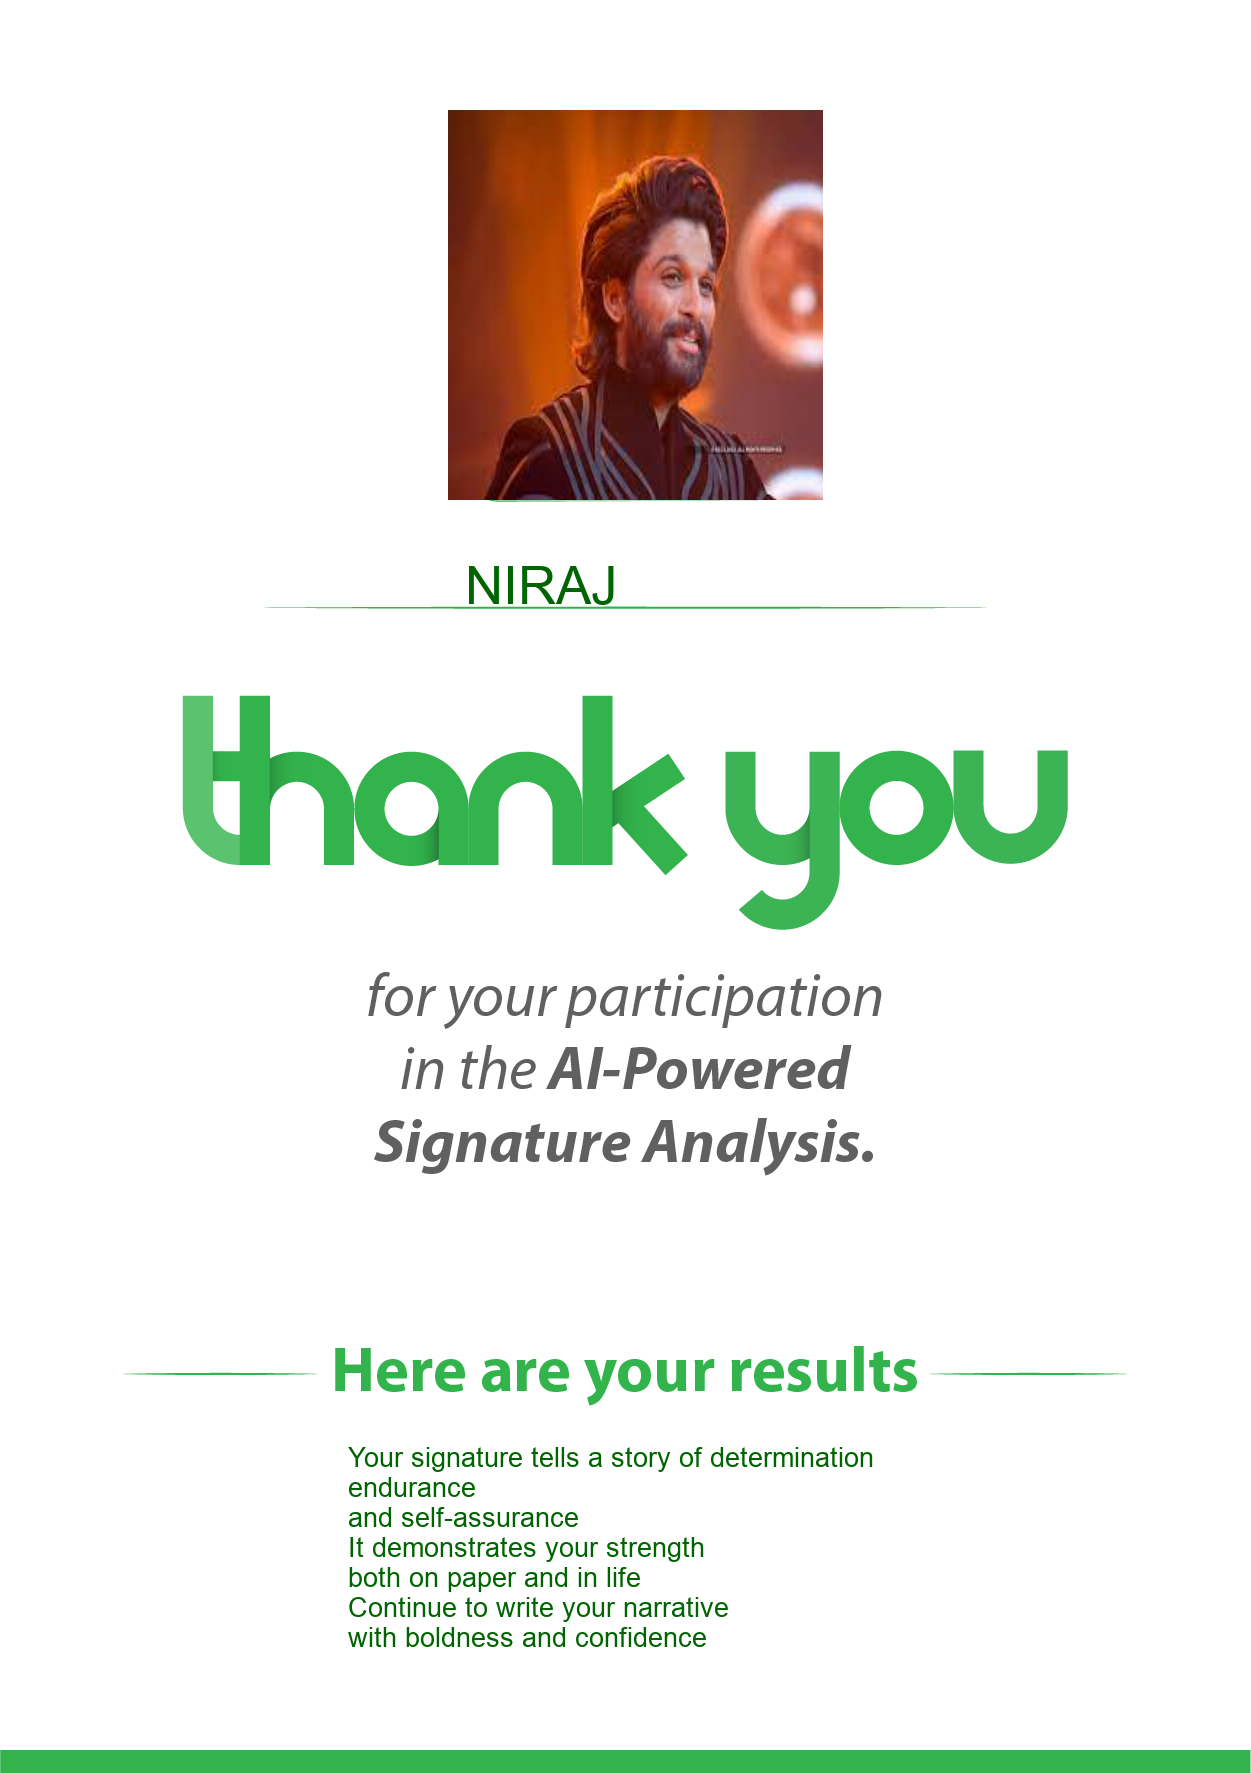 NIRAJ
thank you
for your participation
in the AI-Powered
Signature Analysis.
Here are your results
Your signature tells a story of determination
endurance
and self-assurance
It demonstrates your strength
both on paper and in life
Continue to write your narrative
with boldness and confidence